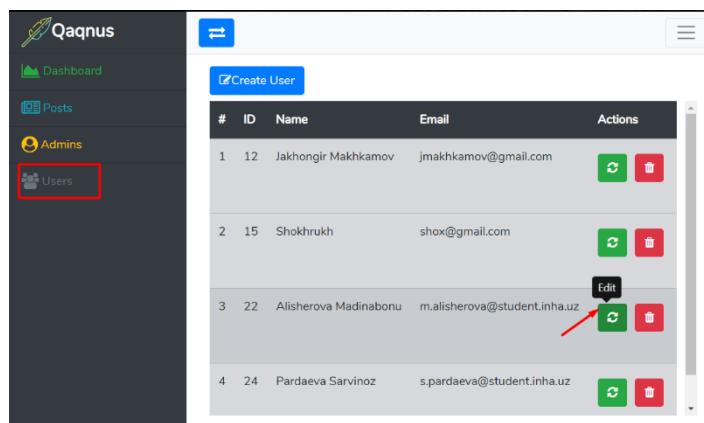 Qaqnus
Dashboard
Posts
Admins
Users
Create User
# ID Name Email Actions
1 12 Jakhongir Makhkamov jmakhkamov@gmail.com
2 15 Shokhrukh shox@gmail.com
Edit
3 22 Alisherova Madinabonu m.alisherova@student.inha.uz
4 24 Pardaeva Sarvinoz s.pardaeva@student.inha.uz